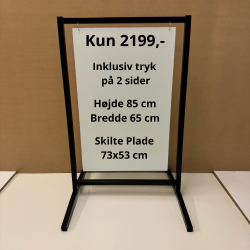 Kun 2199,-
Inklusiv tryk
på 2 sider
Højde 85 cm
Bredde 65 cm
Skilte Plade
73x53 cm